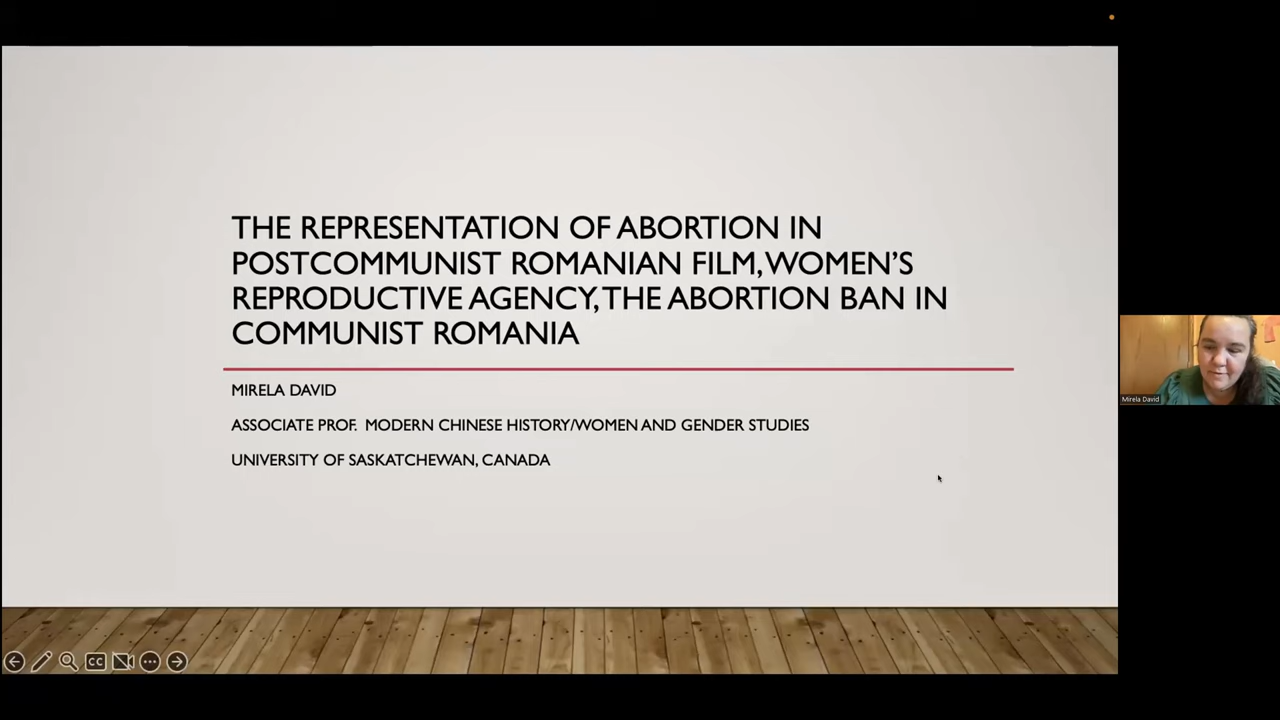 THE REPRESENTATION OF ABORTION IN
POSTCOMMUNIST ROMANIAN FILM, WOMEN'S
REPRODUCTIVE AGENCY, THE ABORTION BAN IN
COMMUNIST ROMANIA
MIRELA DAVID
ASSOCIATE PROF. MODERN CHINESE HISTORY/WOMEN AND GENDER STUDIES
UNIVERSITY OF SASKATCHEWAN, CANADA
Mirela David
CC